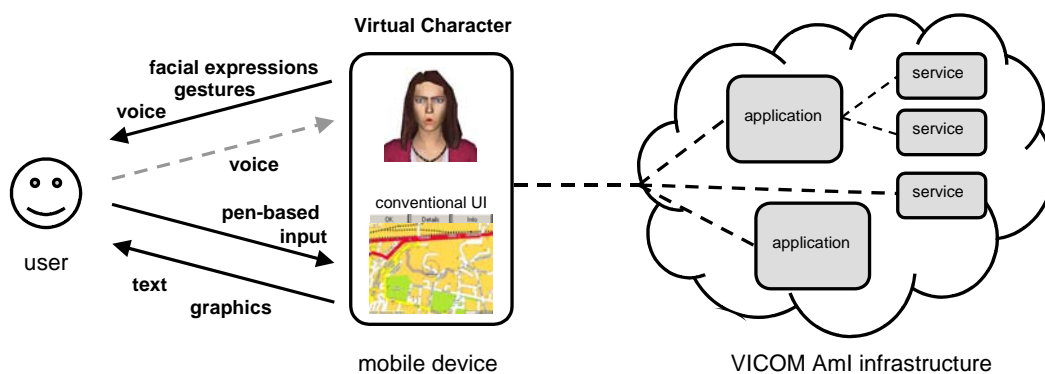 Virtual Character
facial expressions
gestures
voice
voice
pen-based
input
text
graphics
user
conventional UI
OK Details Info
mobile device
application
service
service
service
application
VICOM AmI infrastructure